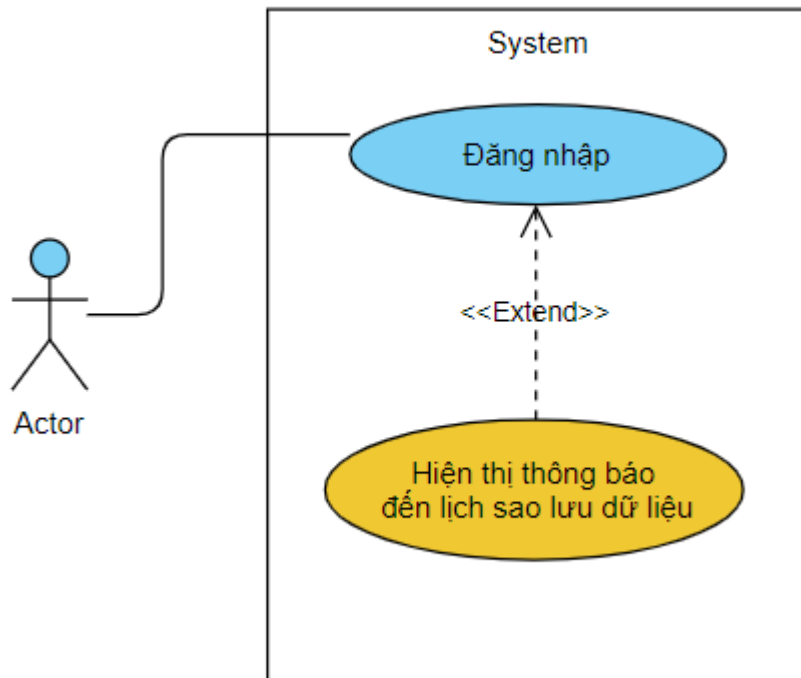 System
Đăng nhập
<<Extend>>
Actor
Hiện thị thông báo
đến lịch sao lưu dữ liệu